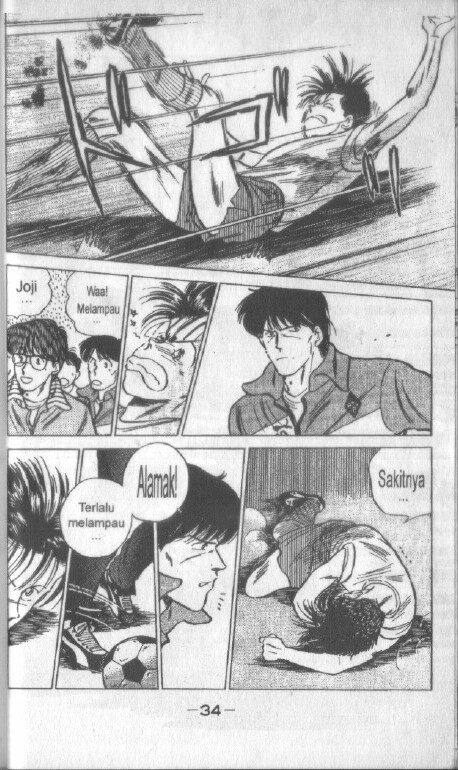 Joji
...
Waa!
Melampau
...
Terlalu
melampau
...
Alamak!
Sakitnya
...
—34—